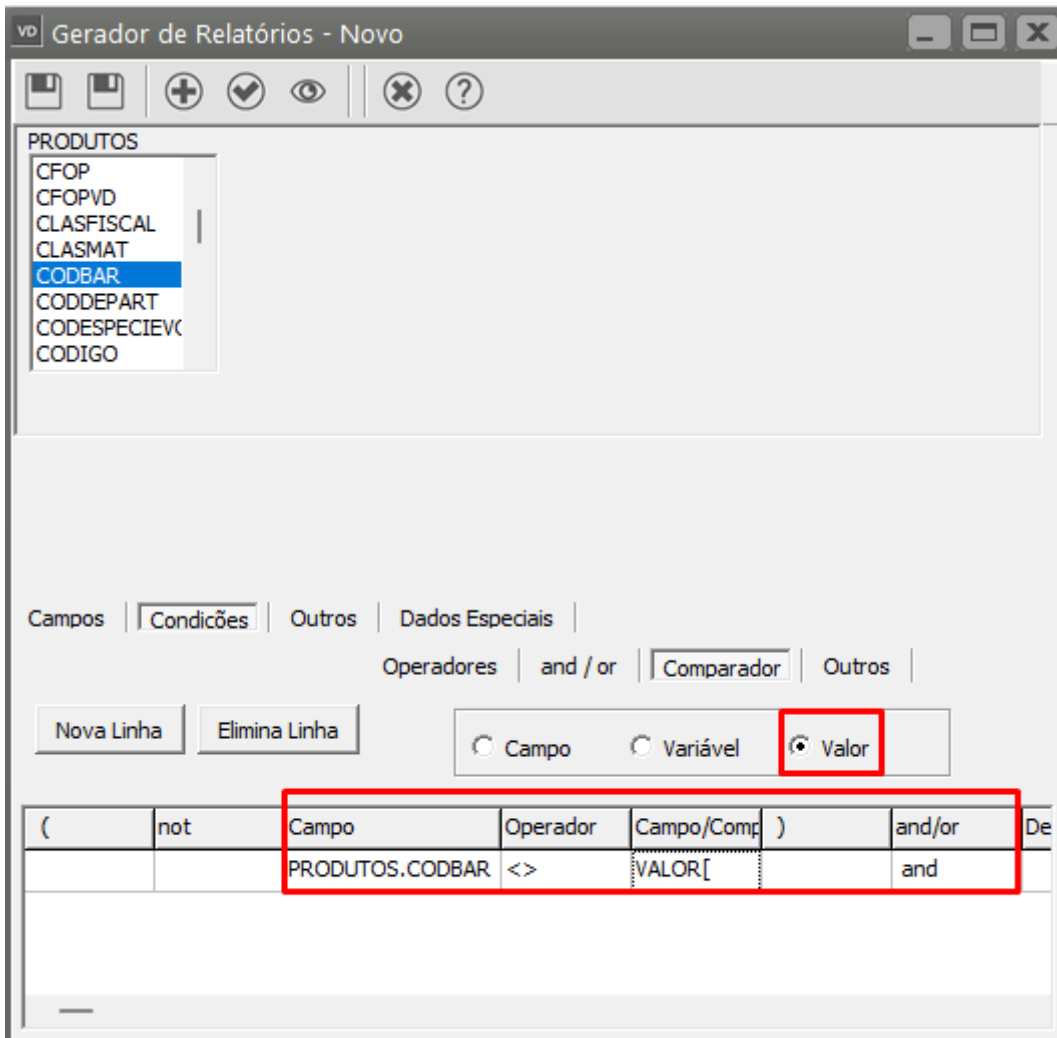 VD Gerador de Relatórios - Novo
PRODUTOS
CFOP
CFOPVD
CLASFISCAL
CLASMAT
CODBAR
CODDEPART
CODESPECIEV
CODIGO
Campos Condicões Outros Dados Especiais
Operadores and / or Comparador Outros
Nova Linha Elimina Linha Campo Variável Valor
( not Campo Operador Campo/Comp ) and/or De
PRODUTOS.CODBAR <> VALOR[ and